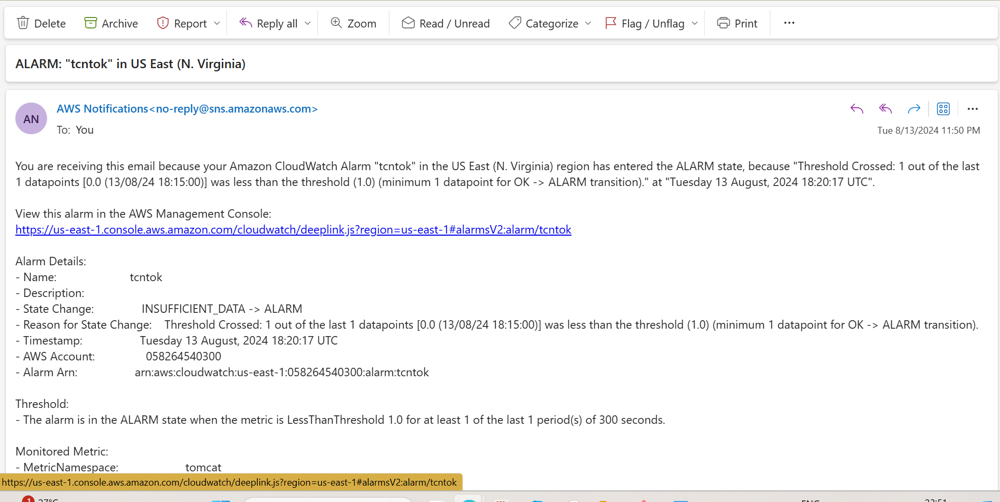 Delete Archive Report Reply all Zoom Read / Unread Categorize Flag / Unflag Print
ALARM: "tcntok" in US East (N. Virginia)
AN
AWS Notifications<no-reply@sns.amazonaws.com>
To: You
Tue 8/13/2024 11:50 PM
You are receiving this email because your Amazon CloudWatch Alarm "tcntok" in the US East (N. Virginia) region has entered the ALARM state, because "Threshold Crossed: 1 out of the last
1 datapoints [0.0 (13/08/24 18:15:00)] was less than the threshold (1.0) (minimum 1 datapoint for OK -> ALARM transition)." at "Tuesday 13 August, 2024 18:20:17 UTC".
View this alarm in the AWS Management Console:
https://us-east-1.console.aws.amazon.com/cloudwatch/deeplink.js?region=us-east-1#alarmsV2:alarm/tcntok
Alarm Details:
- Name: tcntok
- Description:
- State Change: INSUFFICIENT_DATA -> ALARM
- Reason for State Change: Threshold Crossed: 1 out of the last 1 datapoints [0.0 (13/08/24 18:15:00)] was less than the threshold (1.0) (minimum 1 datapoint for OK -> ALARM transition).
- Timestamp: Tuesday 13 August, 2024 18:20:17 UTC
- AWS Account: 058264540300
- Alarm Arn: arn:aws:cloudwatch:us-east-1:058264540300:alarm:tcntok
Threshold:
- The alarm is in the ALARM state when the metric is LessThanThreshold 1.0 for at least 1 of the last 1 period(s) of 300 seconds.
Monitored Metric:
- MetricNamespace: tomcat
https://us-east-1.console.aws.amazon.com/cloudwatch/deeplink.js?region=us-east-1#alarmsV2:alarm/tcntok
1